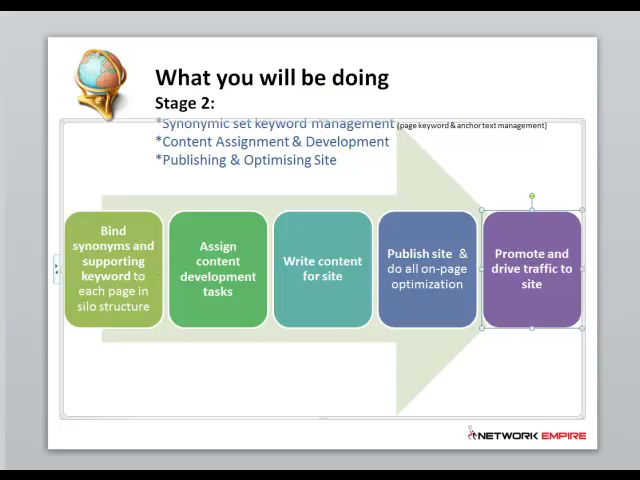 What you will be doing
Stage 2:
*Synonymic set keyword management (page keyword & anchor text management)
*Content Assignment & Development
*Publishing & Optimising Site
Bind
synonyms and
supporting
keyword to
each page in
silo structure
Assign
content
development
tasks
Write content
for site
Publish site & 
do all on-page
optimization
Promote and
drive traffic to
site
NETWORK EMPIRE